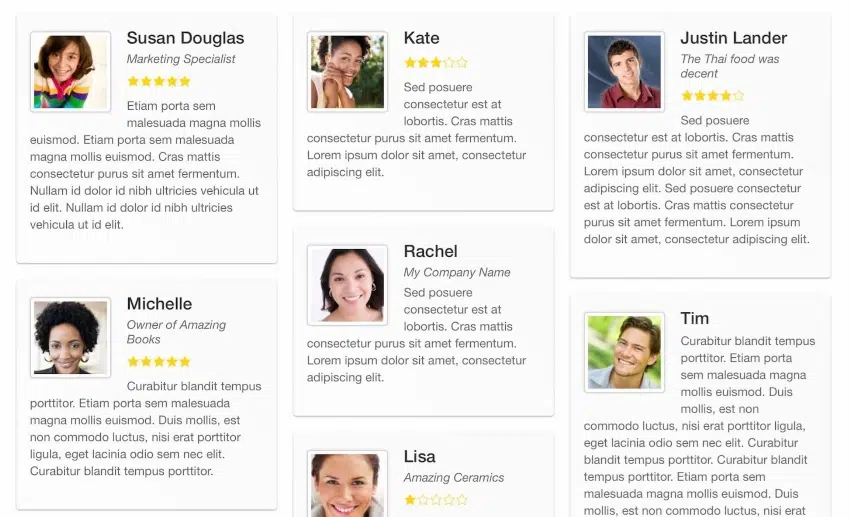 Susan Douglas
Marketing Specialist
Etiam porta sem
malesuada magna mollis
euismod. Etiam porta sem malesuada
magna mollis euismod. Cras mattis
consectetur purus sit amet fermentum.
Nullam id dolor id nibh ultricies vehicula ut
id elit. Nullam id dolor id nibh ultricies
vehicula ut id elit.
Michelle
Owner of Amazing
Books
Curabitur blandit tempus
porttitor. Etiam porta sem malesuada
magna mollis euismod. Duis mollis, est
non commodo luctus, nisi erat porttitor
ligula, eget lacinia odio sem nec elit.
Curabitur blandit tempus porttitor.
Kate
Sed posuere
consectetur est at
lobortis. Cras mattis
consectetur purus sit amet fermentum.
Lorem ipsum dolor sit amet, consectetur
adipiscing elit.
Rachel
My Company Name
Sed posuere
consectetur est at
lobortis. Cras mattis
consectetur purus sit amet fermentum.
Lorem ipsum dolor sit amet, consectetur
adipiscing elit.
Lisa
Amazing Ceramics
Justin Lander
The Thai food was
decent
Sed posuere
consectetur est at lobortis. Cras mattis
consectetur purus sit amet fermentum.
Lorem ipsum dolor sit amet, consectetur
adipiscing elit. Sed posuere consectetur
est at lobortis. Cras mattis consectetur
purus sit amet fermentum. Lorem ipsum
dolor sit amet, consectetur adipiscing elit.
Tim
Curabitur blandit tempus
porttitor. Etiam porta
sem malesuada magna
mollis euismod. Duis
mollis, est non
commodo luctus, nisi erat porttitor ligula,
eget lacinia odio sem nec elit. Curabitur
blandit tempus porttitor. Curabitur blandit
tempus porttitor. Etiam porta sem
malesuada magna mollis euismod. Duis
mollis, est non commodo luctus, nisi erat